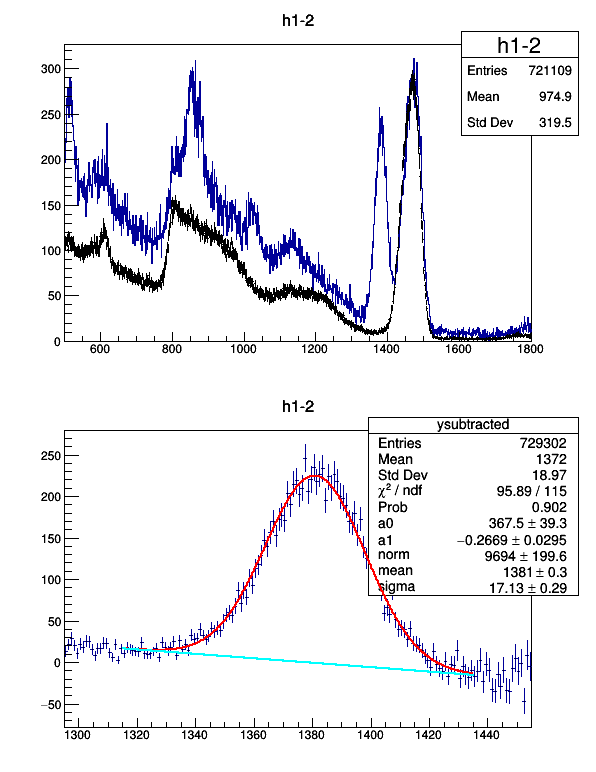 h1-2
h1-2
Entries 721109
Mean 974.9
Std Dev 319.5
300
250
200
150
100
50
0
600 800 1000 1200 1400 1600 1800
h1-2
ysubtracted
Entries 729302
Mean 1372
Std Dev 18.97
χ² / ndf 95.89 / 115
Prob 0.902
a0 367.5 ± 39.3
a1 −0.2669 ± 0.0295
norm 9694 ± 199.6
mean 1381 ± 0.3
sigma 17.13 ± 0.29
250
200
150
100
50
0
−50
1300 1320 1340 1360 1380 1400 1420 1440